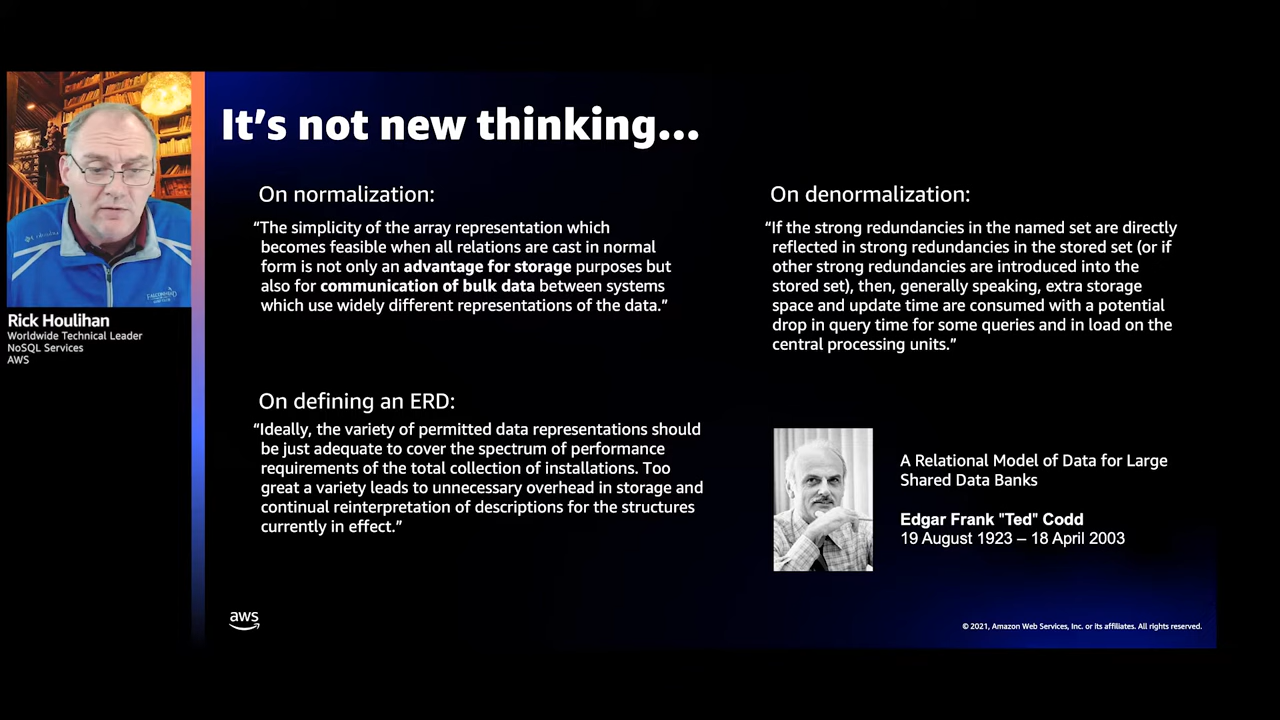 It's not new thinking...
On normalization:
“The simplicity of the array representation which
becomes feasible when all relations are cast in normal
form is not only an advantage for storage purposes but
also for communication of bulk data between systems
which use widely different representations of the data.”
On defining an ERD:
“Ideally, the variety of permitted data representations should
be just adequate to cover the spectrum of performance
requirements of the total collection of installations. Too
great a variety leads to unnecessary overhead in storage and
continual reinterpretation of descriptions for the structures
currently in effect.”
On denormalization:
“If the strong redundancies in the named set are directly
reflected in strong redundancies in the stored set (or if
other strong redundancies are introduced into the
stored set), then, generally speaking, extra storage
space and update time are consumed with a potential
drop in query time for some queries and in load on the
central processing units.”
A Relational Model of Data for Large
Shared Data Banks
Edgar Frank "Ted" Codd
19 August 1923 – 18 April 2003
Rick Houlihan
Worldwide Technical Leader
NoSQL Services
AWS
aws
© 2021, Amazon Web Services, Inc. or its affiliates. All rights reserved.